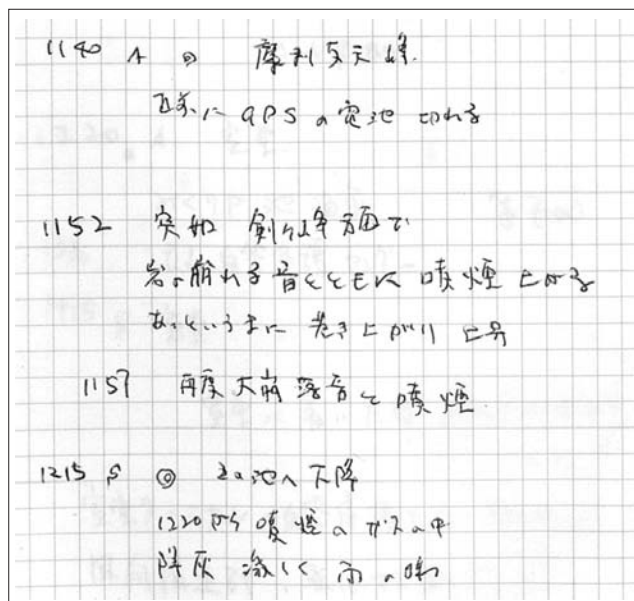 1140 A ◎ 摩利支天峰
直前に GPSの電池 切れる
1152 突如 剣ヶ峰方面で
岩の崩れる音とともに 噴煙 上がる
あっというまに 巻き上がり 上昇
1157 再度大崩落音と噴煙
1215 S ◎ 二の池へ下降
1220から 噴煙の ガスの中
降灰 激しく 雨の